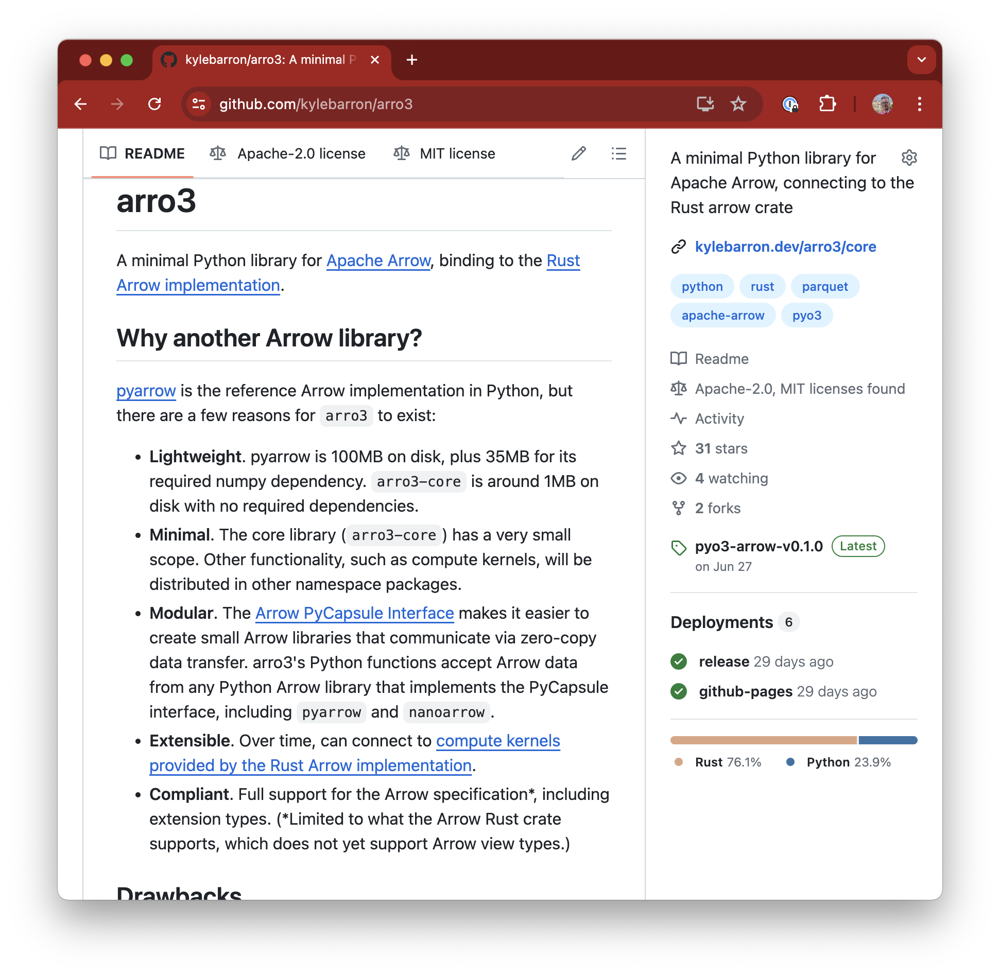 kylebarron/arro3: A minimal P
github.com/kylebarron/arro3
README
Apache-2.0 license
MIT license
arro3
A minimal Python library for Apache Arrow, binding to the Rust
Arrow implementation.
Why another Arrow library?
pyarrow is the reference Arrow implementation in Python, but
there are a few reasons for arro3 to exist:
• Lightweight. pyarrow is 100MB on disk, plus 35MB for its
required numpy dependency. arro3-core is around 1MB on
disk with no required dependencies.
• Minimal. The core library (arro3-core) has a very small
scope. Other functionality, such as compute kernels, will be
distributed in other namespace packages.
• Modular. The Arrow PyCapsule Interface makes it easier to
create small Arrow libraries that communicate via zero-copy
data transfer. arro3's Python functions accept Arrow data
from any Python Arrow library that implements the PyCapsule
interface, including pyarrow and nanoarrow.
• Extensible. Over time, can connect to compute kernels
provided by the Rust Arrow implementation.
• Compliant. Full support for the Arrow specification*, including
extension types. (*Limited to what the Arrow Rust crate
supports, which does not yet support Arrow view types.)
Drawbacks
A minimal Python library for
Apache Arrow, connecting to the
Rust arrow crate
kylebarron.dev/arro3/core
python rust parquet
apache-arrow pyo3
Readme
Apache-2.0, MIT licenses found
Activity
31 stars
4 watching
2 forks
pyo3-arrow-v0.1.0 Latest
on Jun 27
Deployments 6
release 29 days ago
github-pages 29 days ago
Rust 76.1% Python 23.9%